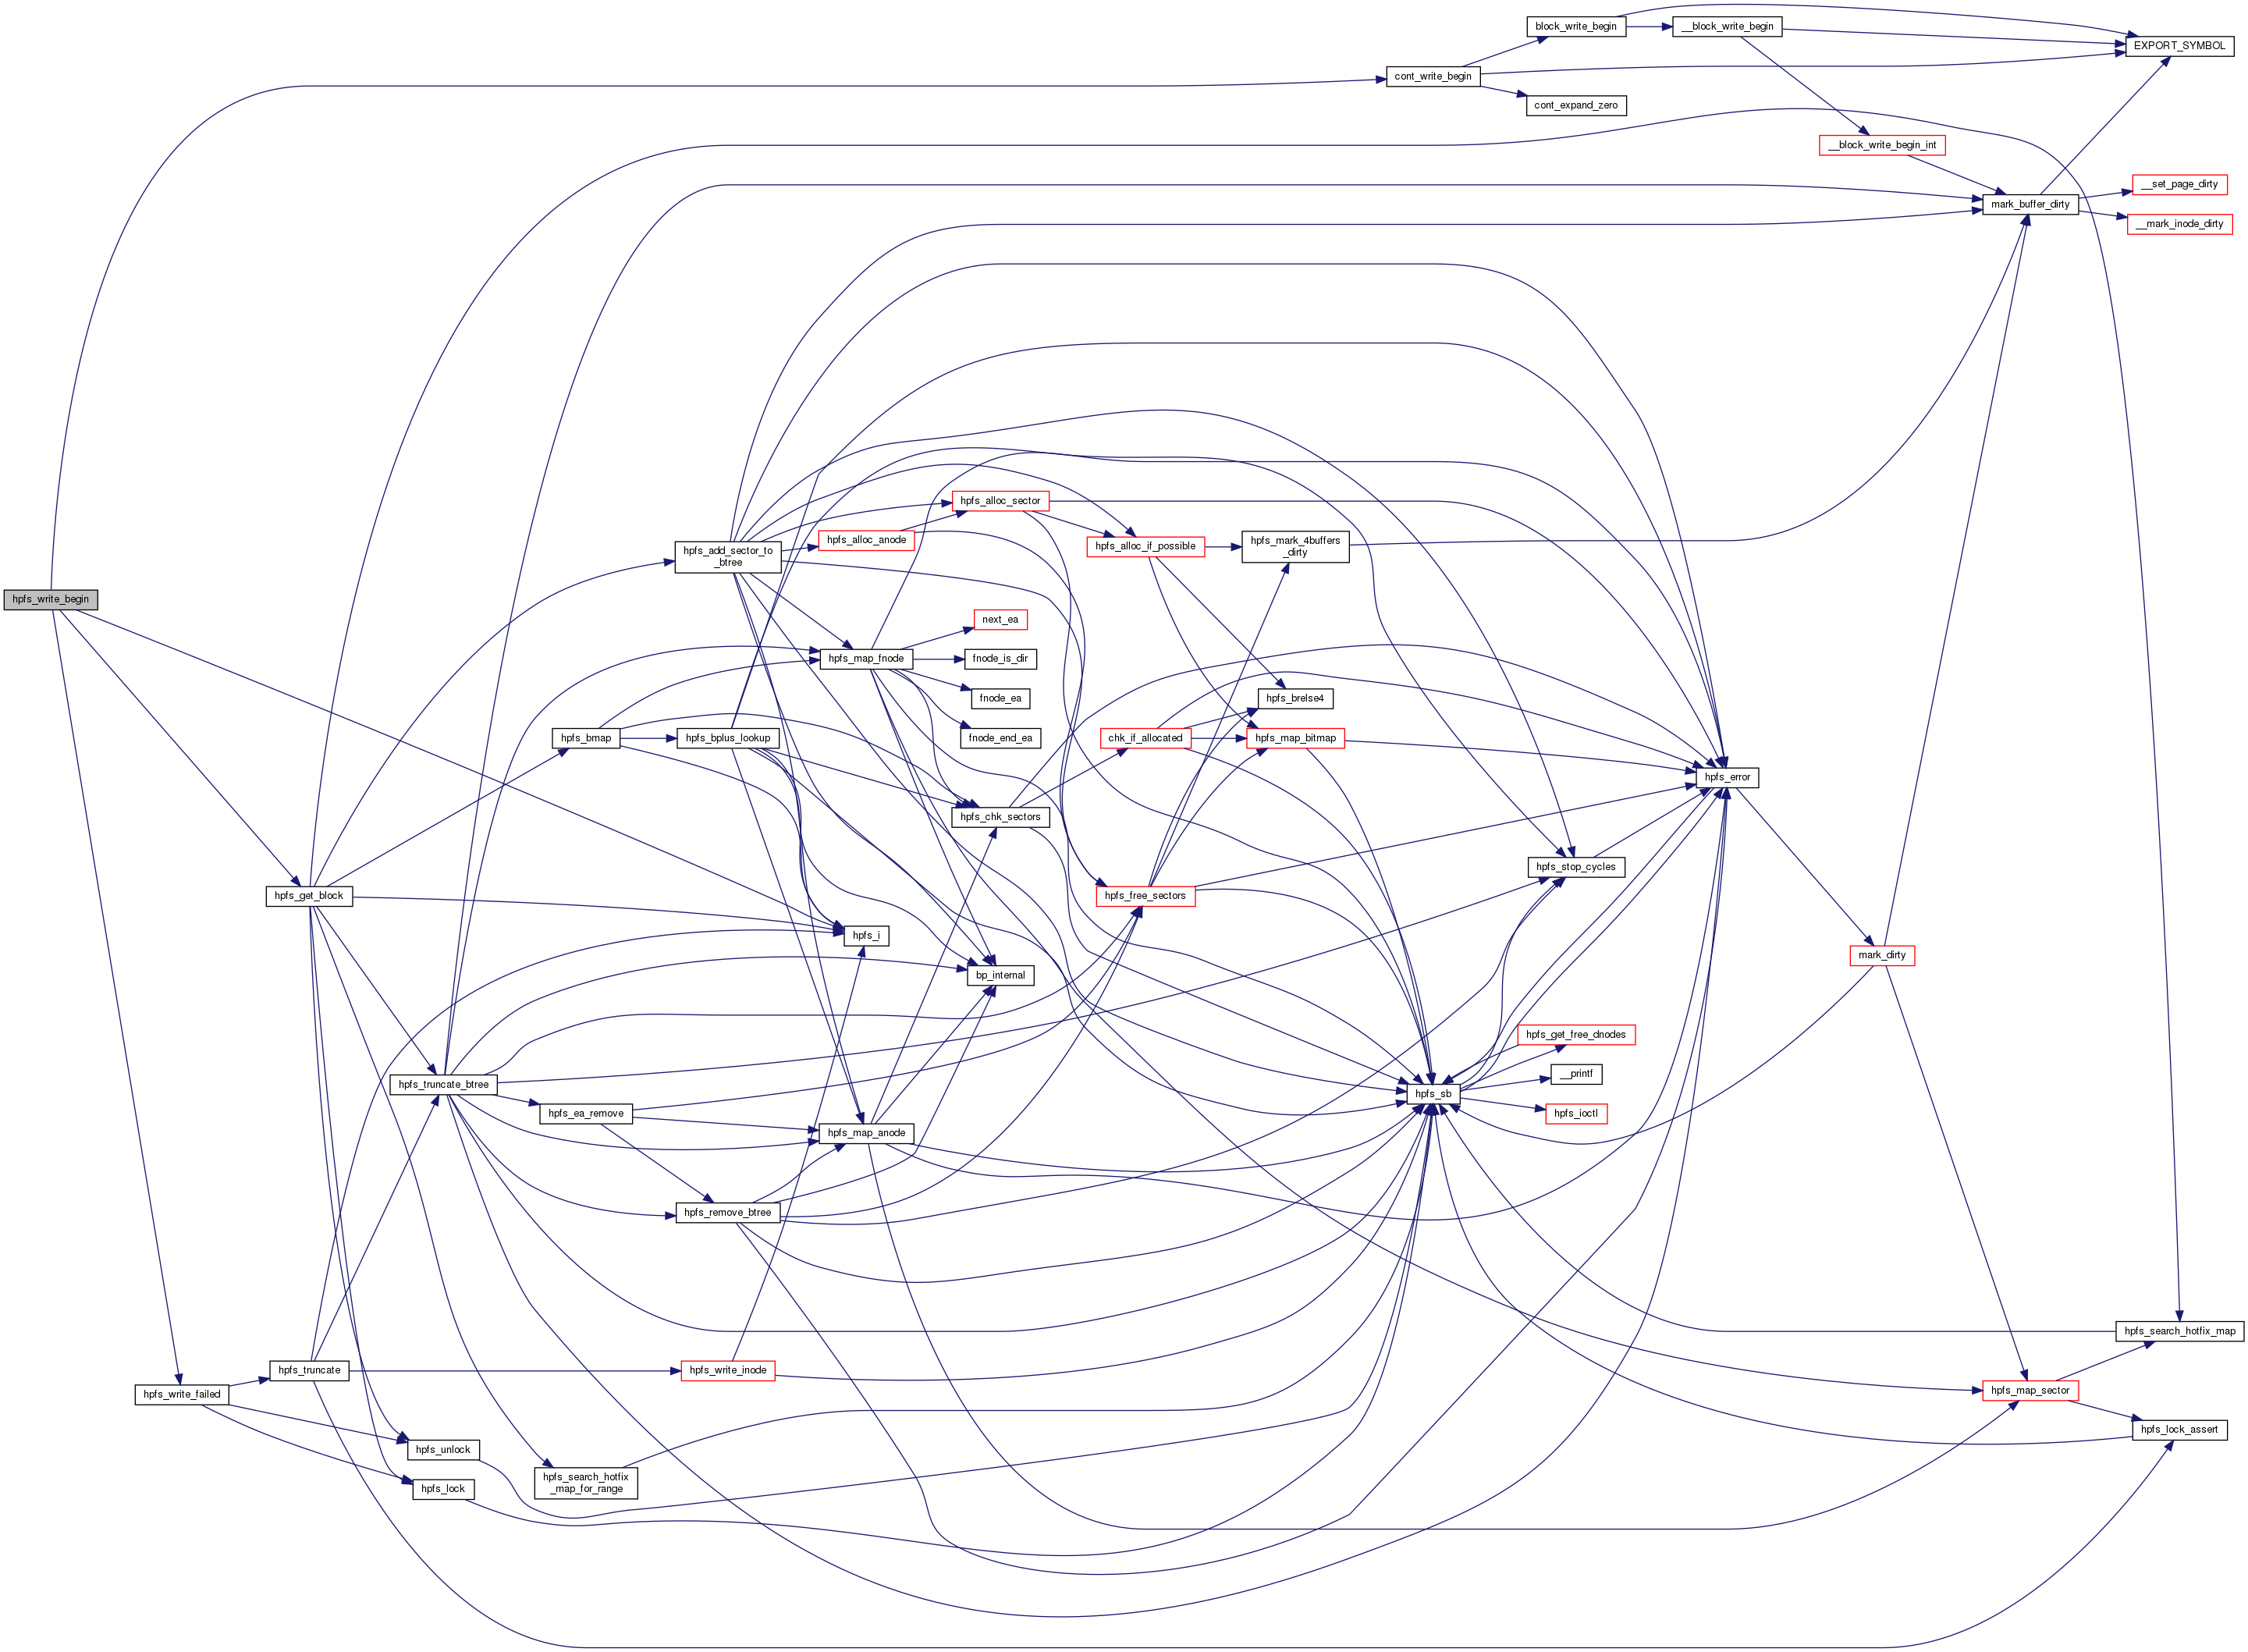 block_write_begin
__block_write_begin
EXPORT_SYMBOL
cont_write_begin
cont_expand_zero
__block_write_begin_int
__set_page_dirty
mark_buffer_dirty
__mark_inode_dirty
hpfs_alloc_sector
hpfs_alloc_anode
hpfs_add_sector_to
_btree
hpfs_alloc_if_possible
hpfs_mark_4buffers
_dirty
hpfs_write_begin
next_ea
hpfs_map_fnode
fnode_is_dir
fnode_ea
hpfs_brelse4
hpfs_bmap
hpfs_bplus_lookup
fnode_end_ea
chk_if_allocated
hpfs_map_bitmap
hpfs_error
hpfs_chk_sectors
hpfs_stop_cycles
hpfs_get_block
hpfs_free_sectors
hpfs_i
mark_dirty
bp_internal
hpfs_get_free_dnodes
__printf
hpfs_truncate_btree
hpfs_sb
hpfs_ea_remove
hpfs_ioctl
hpfs_map_anode
hpfs_remove_btree
hpfs_search_hotfix_map
hpfs_truncate
hpfs_write_inode
hpfs_write_failed
hpfs_map_sector
hpfs_lock_assert
hpfs_unlock
hpfs_search_hotfix
_map_for_range
hpfs_lock